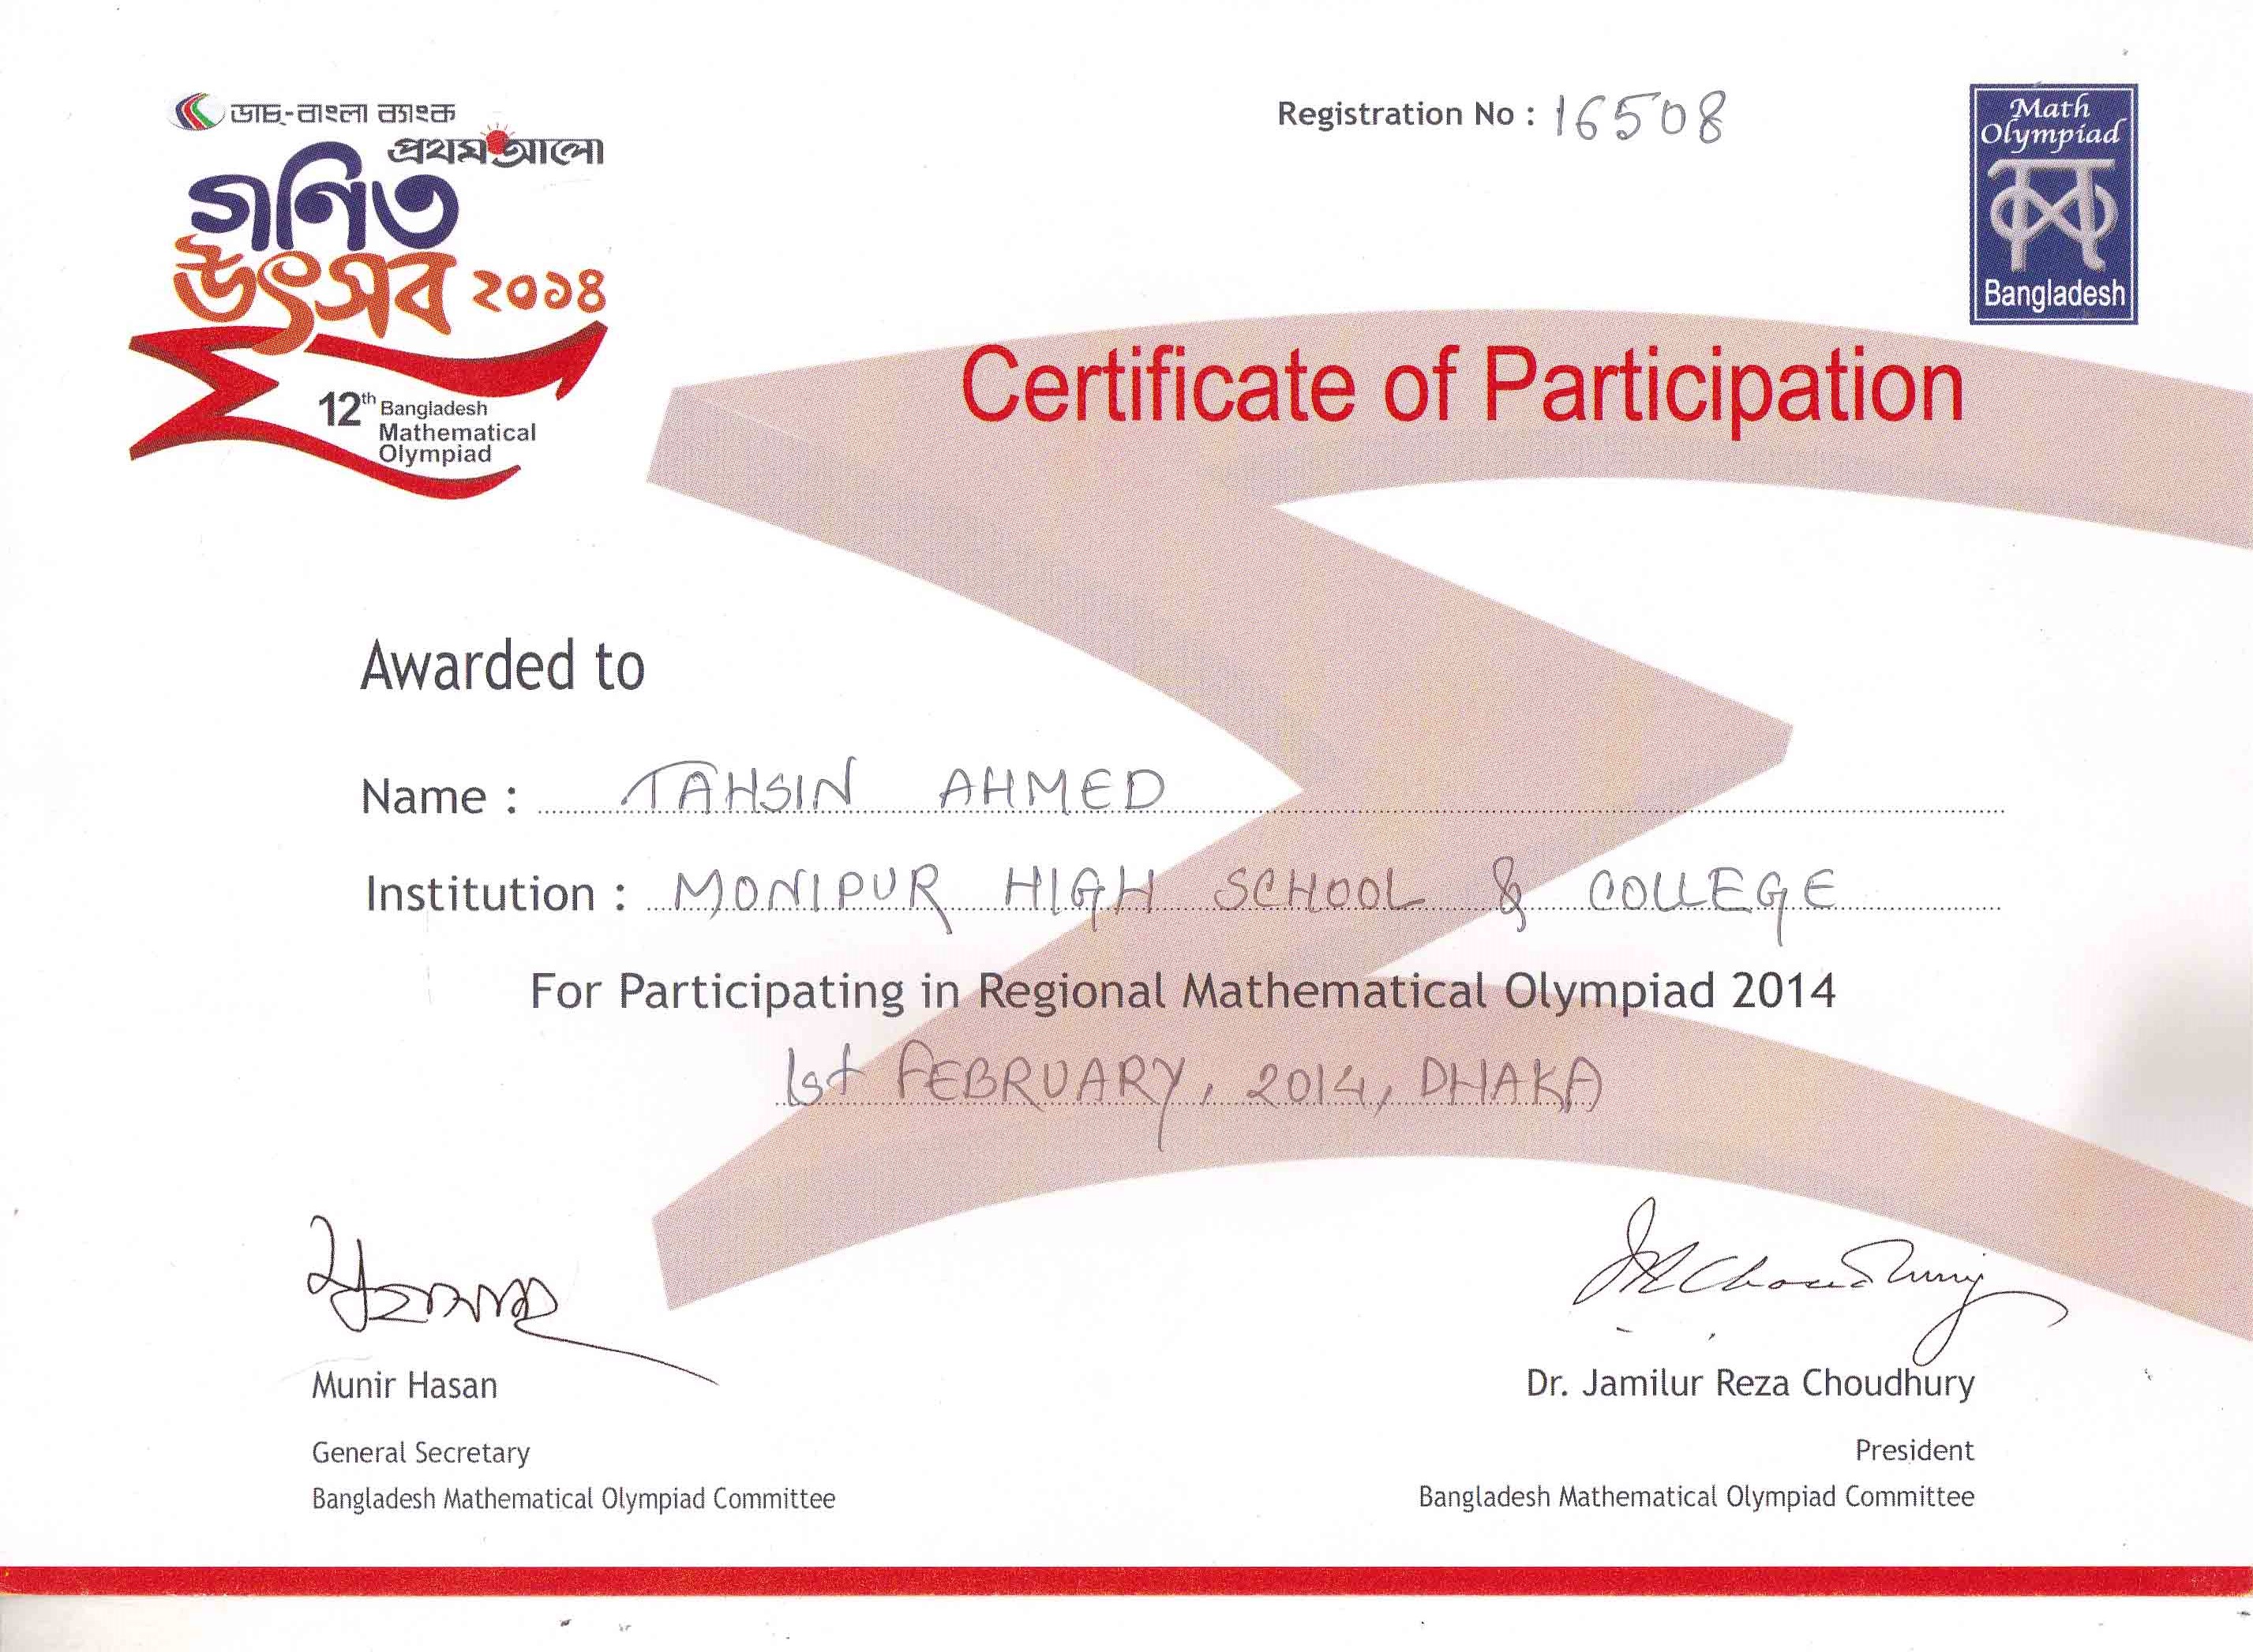 ডাচ্-বাংলা ব্যাংক
প্রথম আলো
গণিত
উৎসব ২০১৪
12th Bangladesh
Mathematical
Olympiad
Registration No : 16508
Math
Olympiad
Bangladesh
Certificate of Participation
Awarded to
Name : TAHSIN AHMED
Institution : MONIPUR HIGH SCHOOL & COLLEGE
For Participating in Regional Mathematical Olympiad 2014
1st FEBRUARY, 2014, DHAKA
Munir Hasan
General Secretary
Bangladesh Mathematical Olympiad Committee
JRChoudhury
Dr. Jamilur Reza Choudhury
President
Bangladesh Mathematical Olympiad Committee